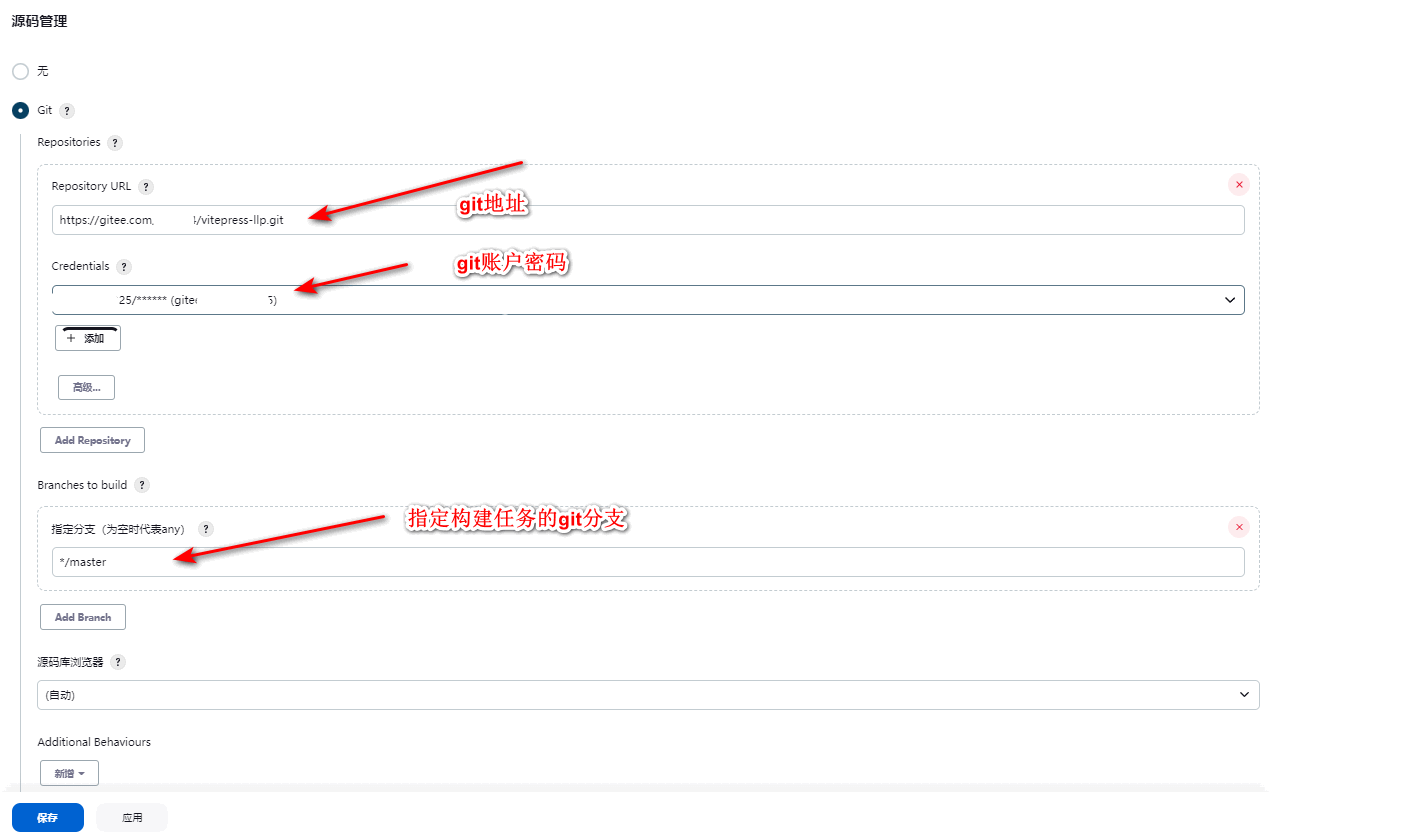 源码管理
无
Git ?
Repositories ?
Repository URL ?
git地址
https://gitee.com /vitepress-llp.git
Credentials ?
git账户密码
25/****** (gite 5)
+ 添加
高级...
Add Repository
Branches to build ?
指定构建任务的git分支
指定分支（为空时代表any） ?
*/master
Add Branch
源码库浏览器 ?
(自动)
Additional Behaviours
新增
保存 应用